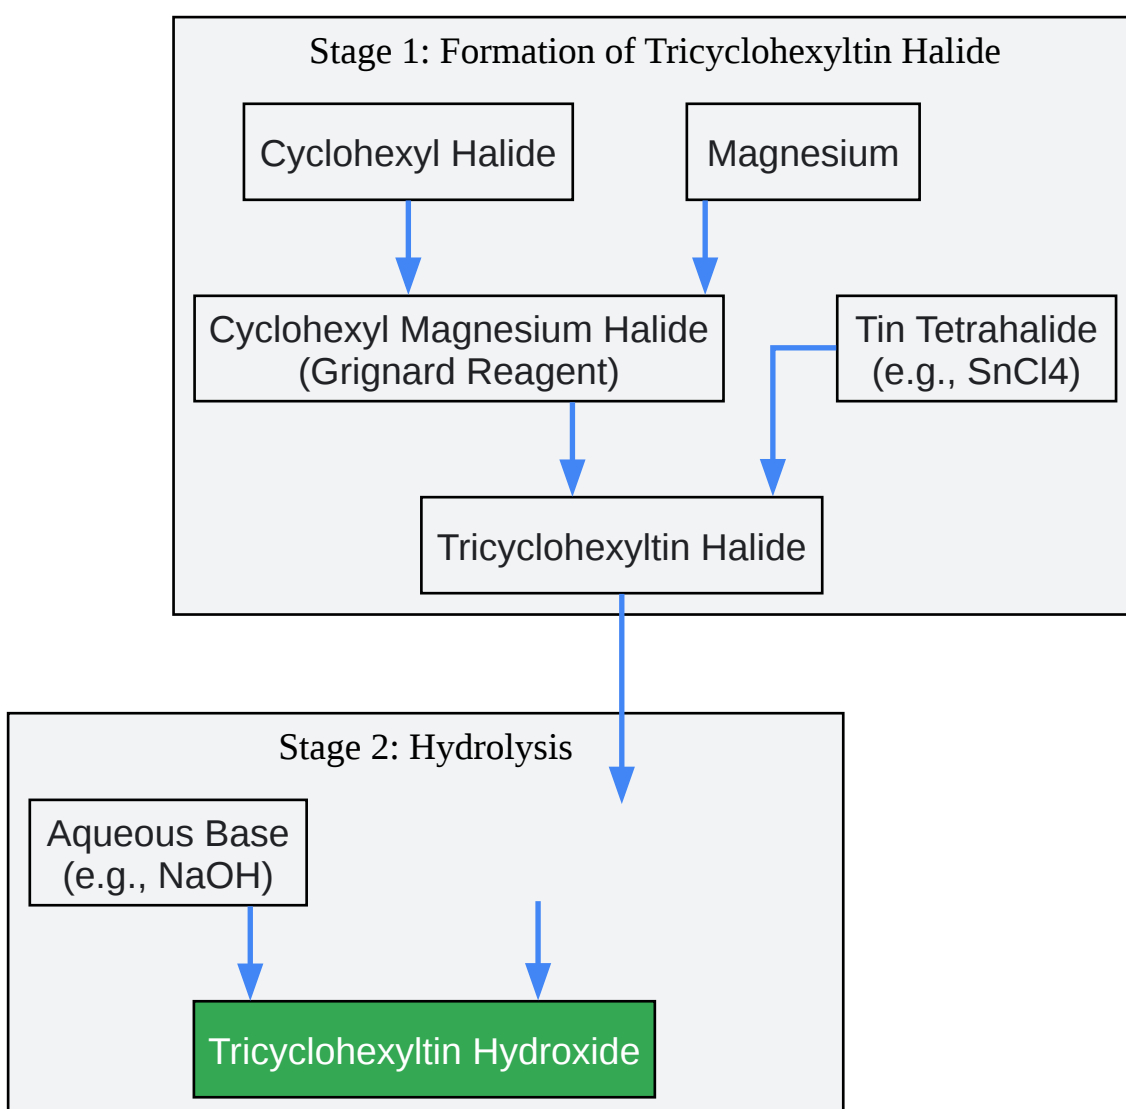 Stage 1: Formation of Tricyclohexyltin Halide
Cyclohexyl Halide
Magnesium
Cyclohexyl Magnesium Halide
(Grignard Reagent)
Tin Tetrahalide
(e.g., SnCl4)
Tricyclohexyltin Halide
Stage 2: Hydrolysis
Aqueous Base
(e.g., NaOH)
Tricyclohexyltin Hydroxide